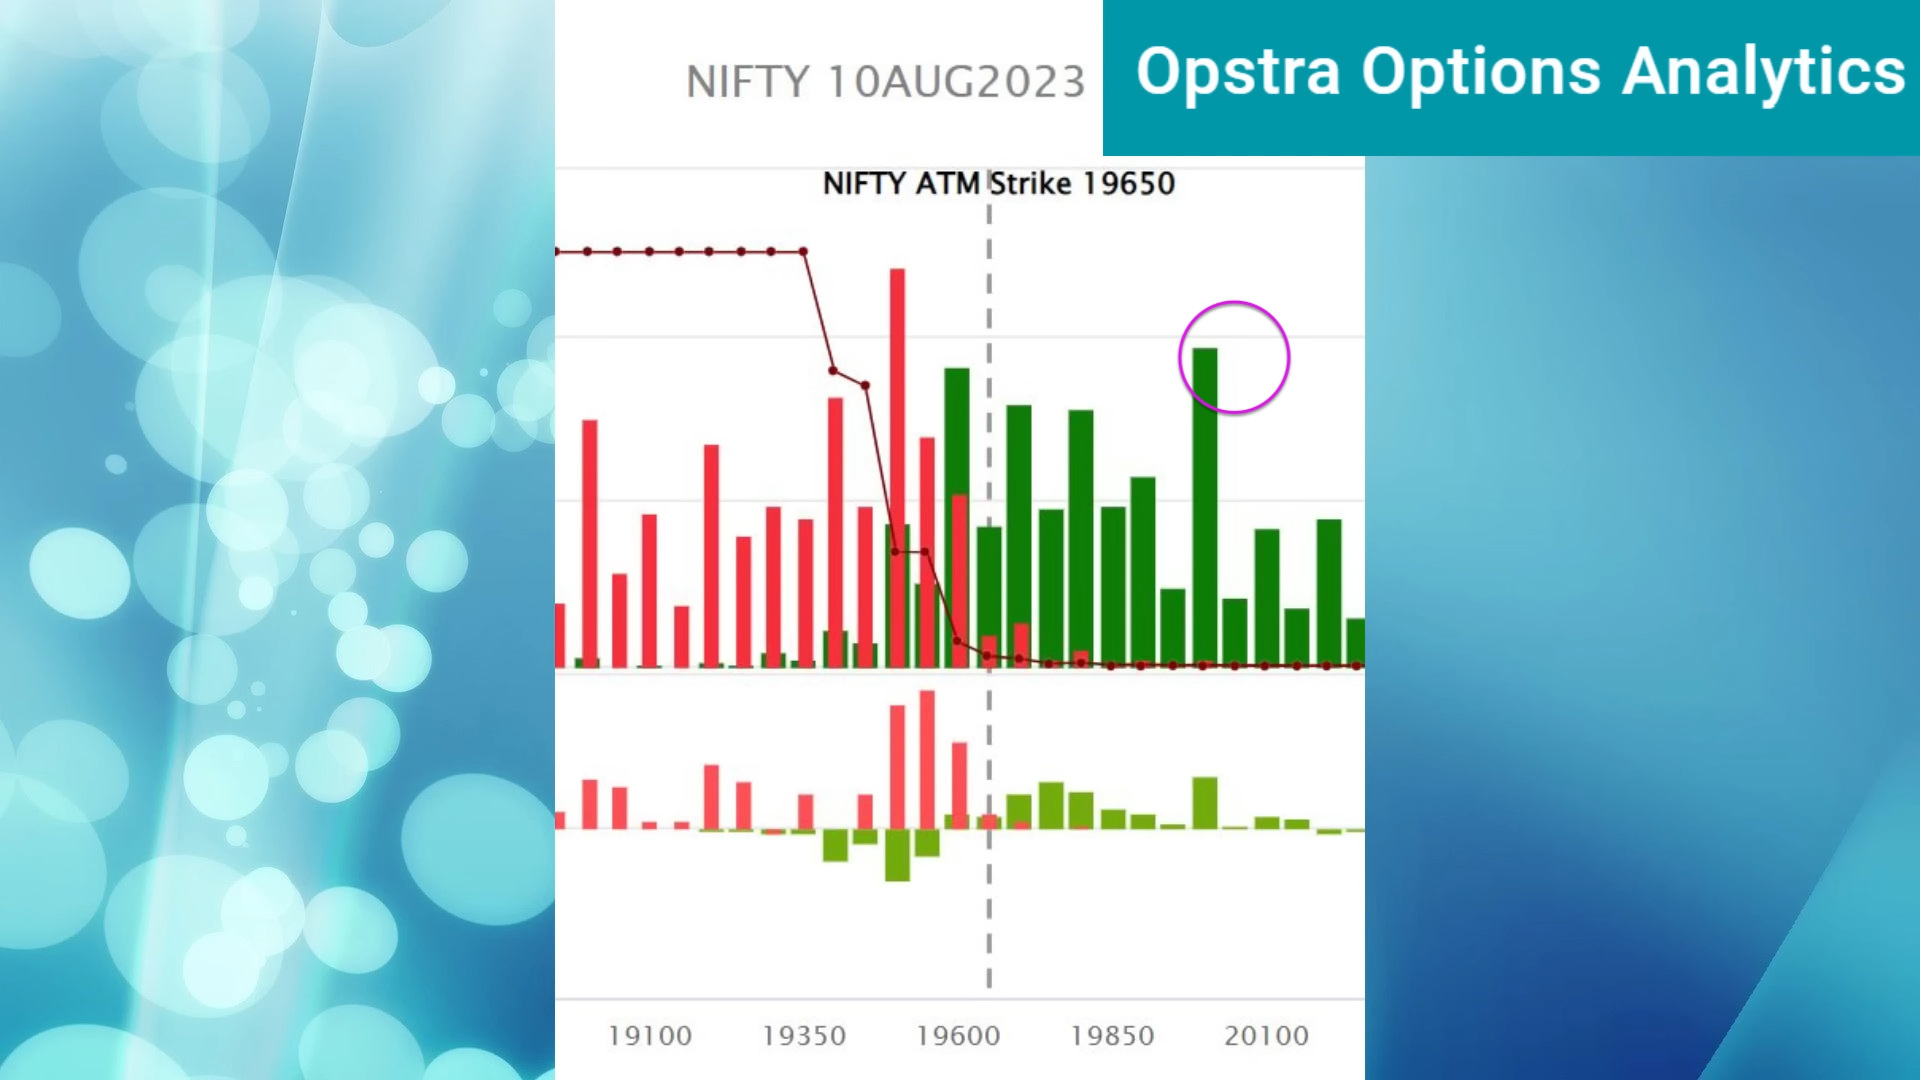 Opstra Options Analytics
NIFTY 10AUG2023
NIFTY ATM Strike 19650
19100 19350 19600 19850 20100